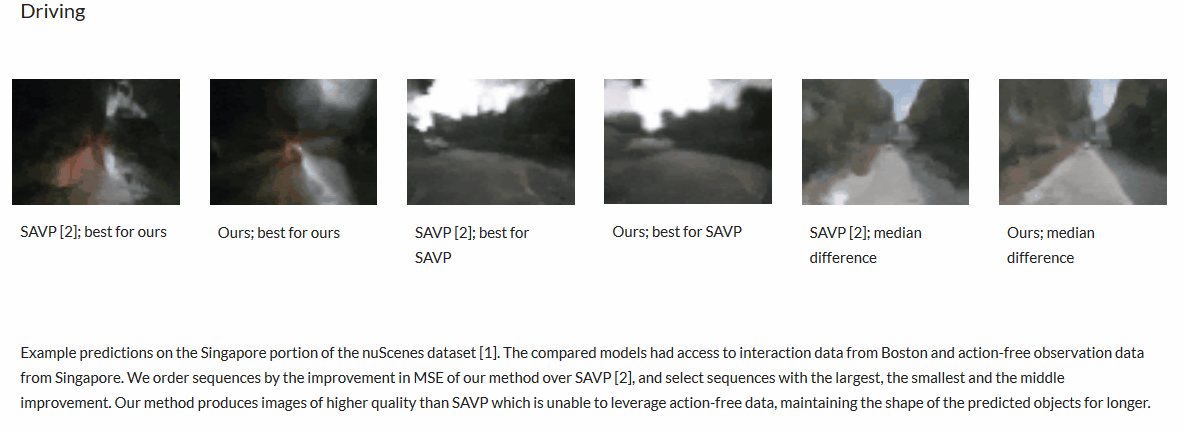 Driving
SAVP [2]; best for ours
Ours; best for ours
SAVP [2]; best for
SAVP
Ours; best for SAVP
SAVP [2]; median
difference
Ours; median
difference
Example predictions on the Singapore portion of the nuScenes dataset [1]. The compared models had access to interaction data from Boston and action-free observation data
from Singapore. We order sequences by the improvement in MSE of our method over SAVP [2], and select sequences with the largest, the smallest and the middle
improvement. Our method produces images of higher quality than SAVP which is unable to leverage action-free data, maintaining the shape of the predicted objects for longer.